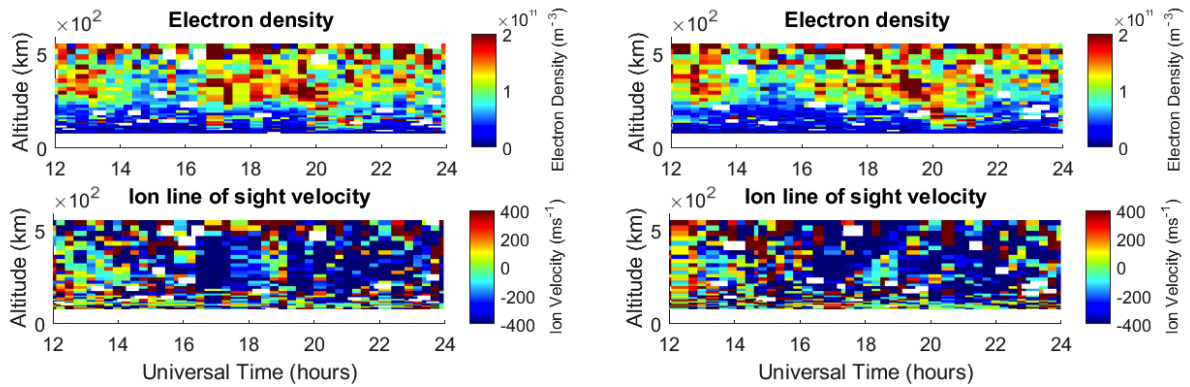 Electron density
×10²
×10¹¹
Altitude (km)
5
0
12 14 16 18 20 22 24
2
1
0
Electron Density (m⁻³)
Electron density
×10²
×10¹¹
Altitude (km)
5
0
12 14 16 18 20 22 24
2
1
0
Electron Density (m⁻³)
Ion line of sight velocity
×10²
Altitude (km)
5
0
12 14 16 18 20 22 24
Universal Time (hours)
400
200
0
-200
-400
Ion Velocity (ms⁻¹)
Ion line of sight velocity
×10²
Altitude (km)
5
0
12 14 16 18 20 22 24
Universal Time (hours)
400
200
0
-200
-400
Ion Velocity (ms⁻¹)